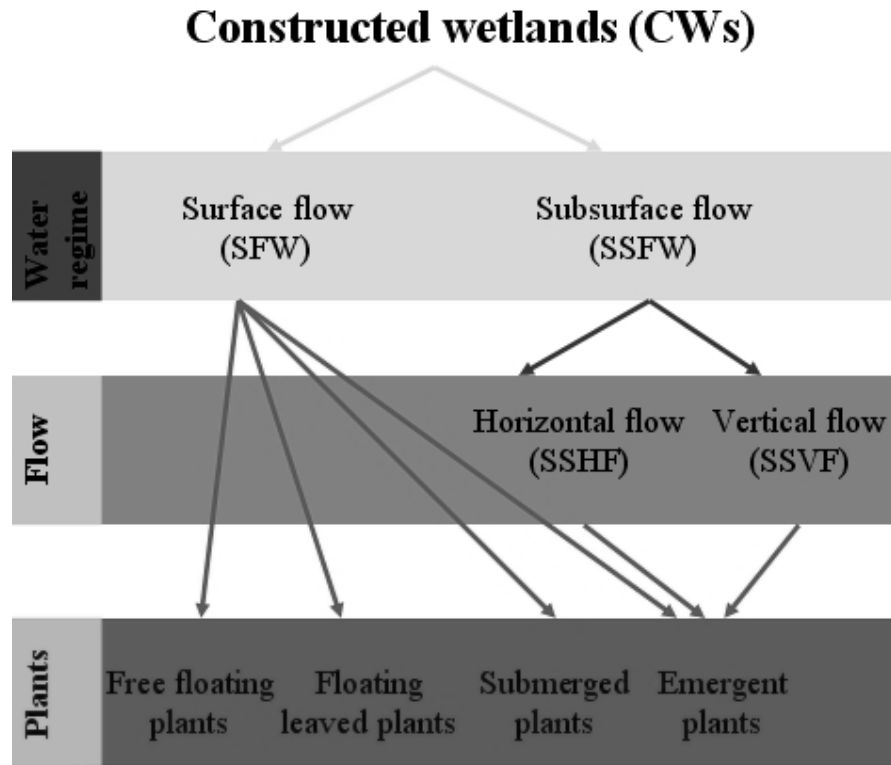 Constructed wetlands (CWs)
Water
regime
Surface flow
(SFW)
Subsurface flow
(SSFW)
Flow
Horizontal flow
(SSHF)
Vertical flow
(SSVF)
Plants
Free floating
plants
Floating
leaved plants
Submerged
plants
Emergent
plants